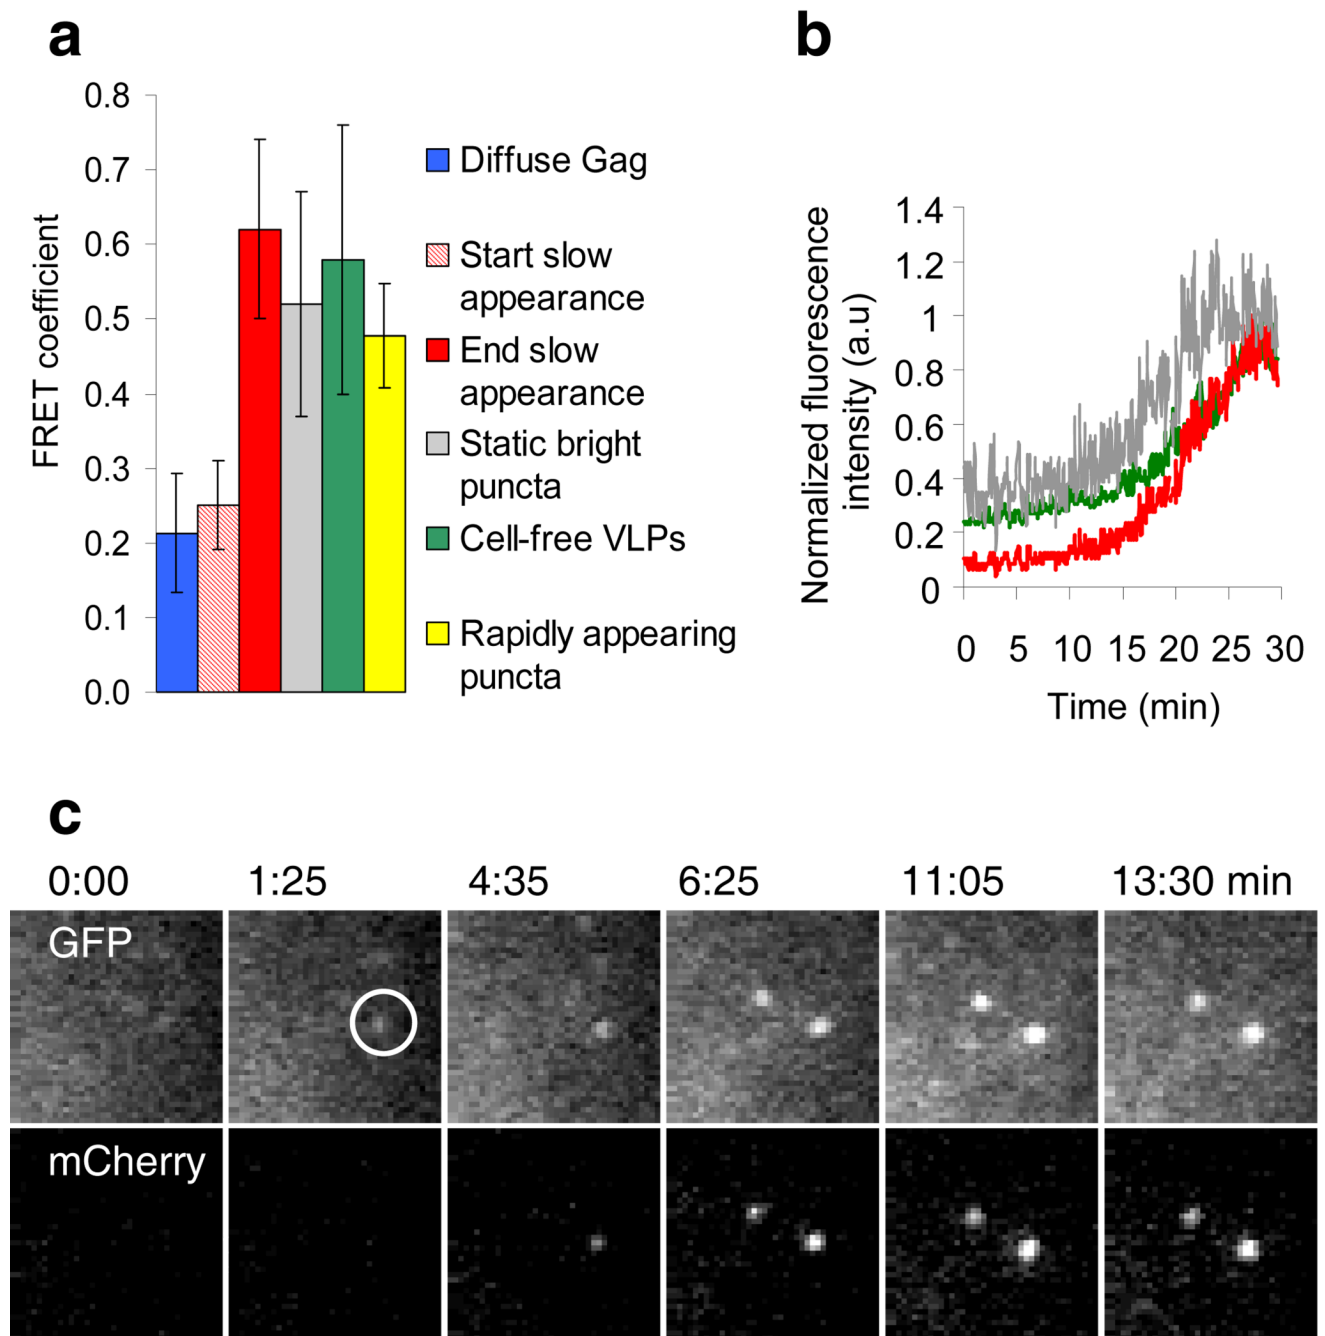 a
0.8
0.7
0.6
0.5
0.4
0.3
0.2
0.1
0.0
FRET coefficient
Diffuse Gag
Start slow
appearance
End slow
appearance
Static bright
puncta
Cell-free VLPs
Rapidly appearing
puncta
b
Normalized fluorescence
intensity (a.u)
1.4
1.2
1
0.8
0.6
0.4
0.2
0
0 5 10 15 20 25 30
Time (min)
c
0:00 1:25 4:35 6:25 11:05 13:30 min
GFP
mCherry